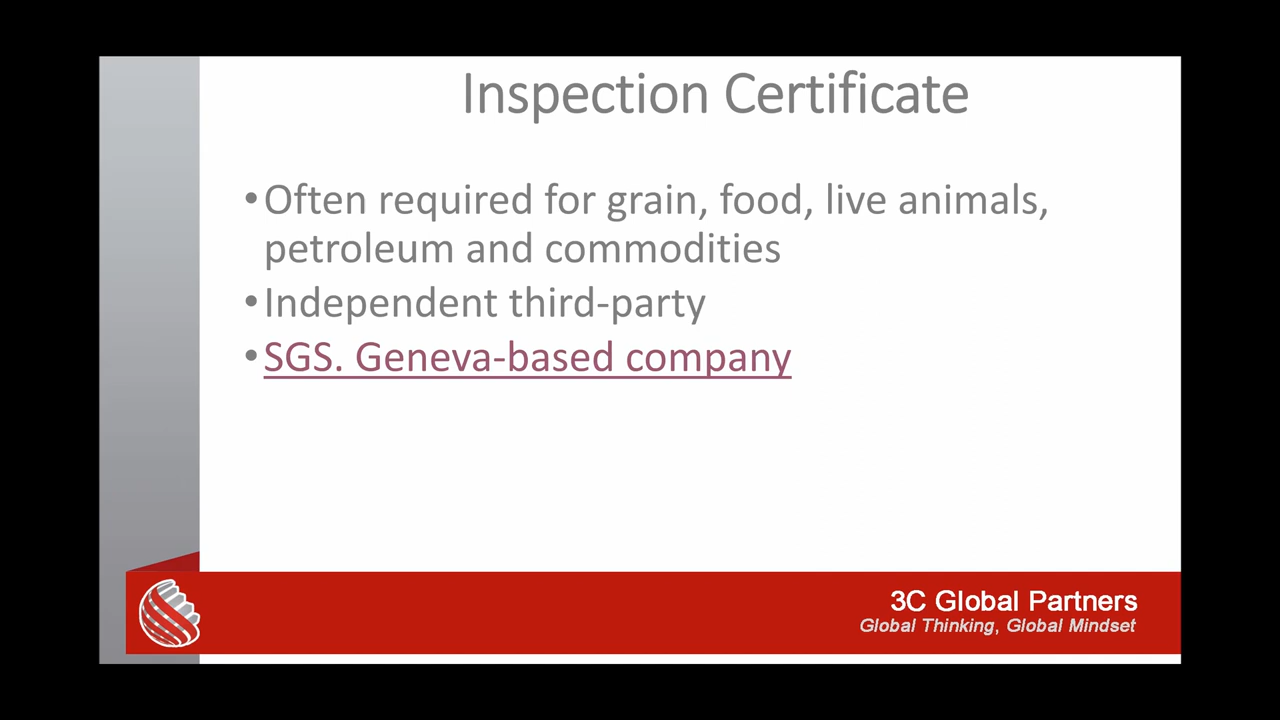 Inspection Certificate
•Often required for grain, food, live animals,
petroleum and commodities
•Independent third-party
•SGS. Geneva-based company
3C Global Partners
Global Thinking, Global Mindset